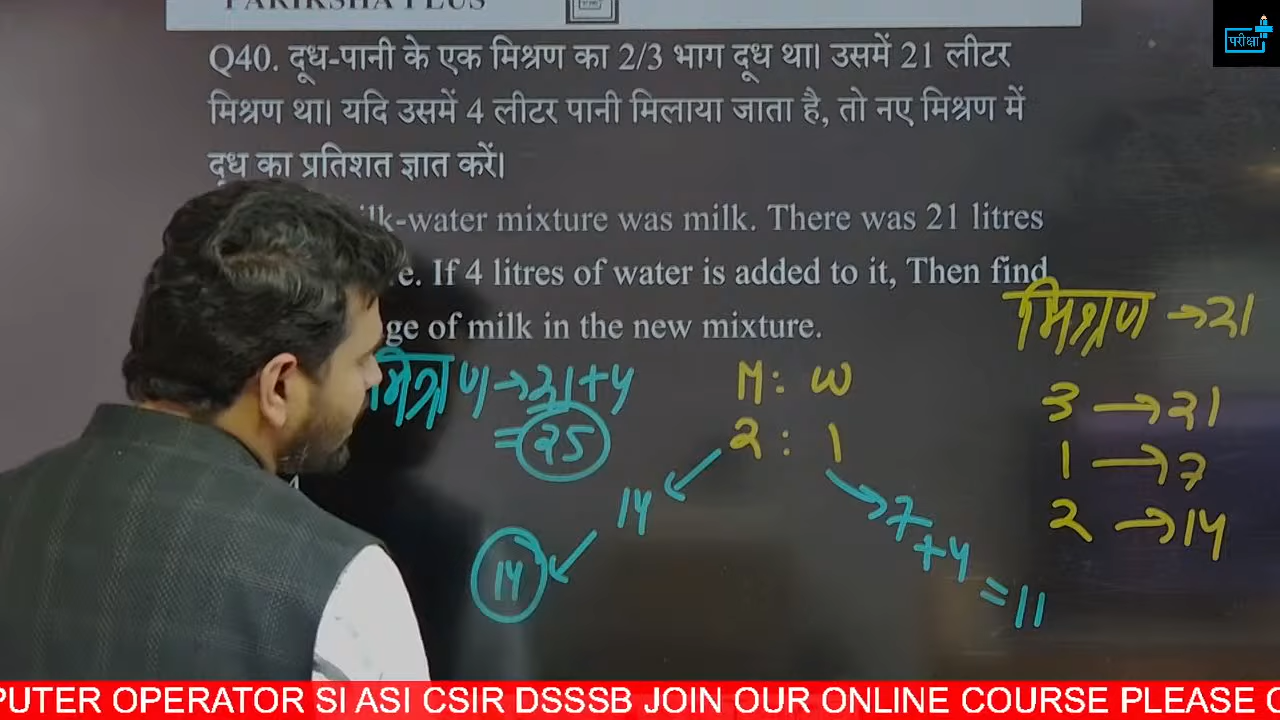 PARIKSHA PLUS
परीक्षा
Q40. दूध-पानी के एक मिश्रण का 2/3 भाग दूध था। उसमें 21 लीटर
मिश्रण था। यदि उसमें 4 लीटर पानी मिलाया जाता है, तो नए मिश्रण में
दूध का प्रतिशत ज्ञात करें।
lk-water mixture was milk. There was 21 litres
e. If 4 litres of water is added to it, Then find
ge of milk in the new mixture.
मिश्रण → 21
मिश्रण → 21+4
= 25
M : W
2 : 1
3 → 21
1 → 7
2 → 14
14
7
+4
= 11
14
PUTER OPERATOR SI ASI CSIR DSSSB JOIN OUR ONLINE COURSE PLEASE C